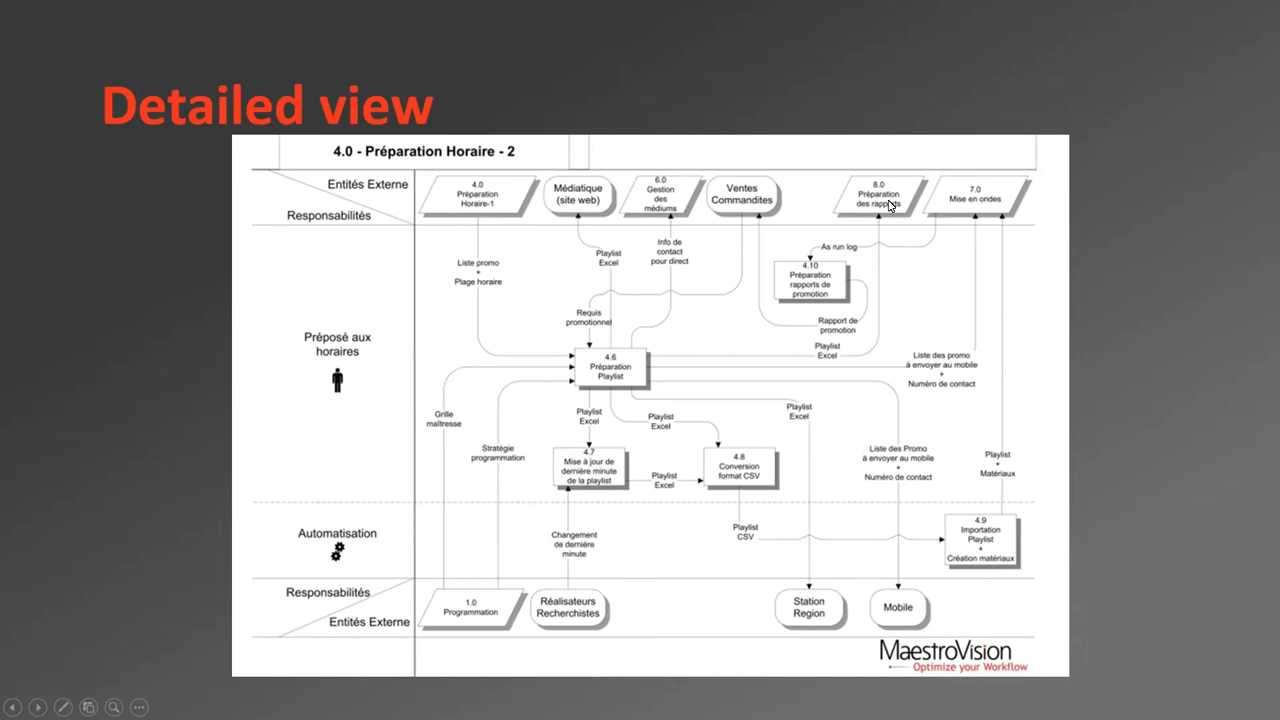 Detailed view
4.0 - Préparation Horaire - 2
Entités Externe
Responsabilités
4.0
Préparation
Horaire-1
Médiatique
(site web)
6.0
Gestion
des
médiums
Ventes
Commandites
8.0
Préparation
des rapports
7.0
Mise en ondes
Liste promo
+
Plage horaire
Playlist
Excel
Info de
contact
pour direct
As run log
4.10
Préparation
rapports de
promotion
Requis
promotionnel
Rapport de
promotion
Préposé aux
horaires
4.6
Préparation
Playlist
Playlist
Excel
Liste des promo
à envoyer au mobile
+
Numéro de contact
Grille
maîtresse
Stratégie
programmation
Playlist
Excel
Playlist
Excel
Playlist
Excel
Liste des Promo
à envoyer au mobile
+
Numéro de contact
Playlist
+
Matériaux
4.7
Mise à jour de
dernière minute
de la playlist
Playlist
Excel
4.8
Conversion
format CSV
Automatisation
Changement
de dernière
minute
Playlist
CSV
4.9
Importation
Playlist
+
Création matériaux
Responsabilités
Entités Externe
1.0
Programmation
Réalisateurs
Recherchistes
Station
Region
Mobile
MaestroVision
Optimize your Workflow